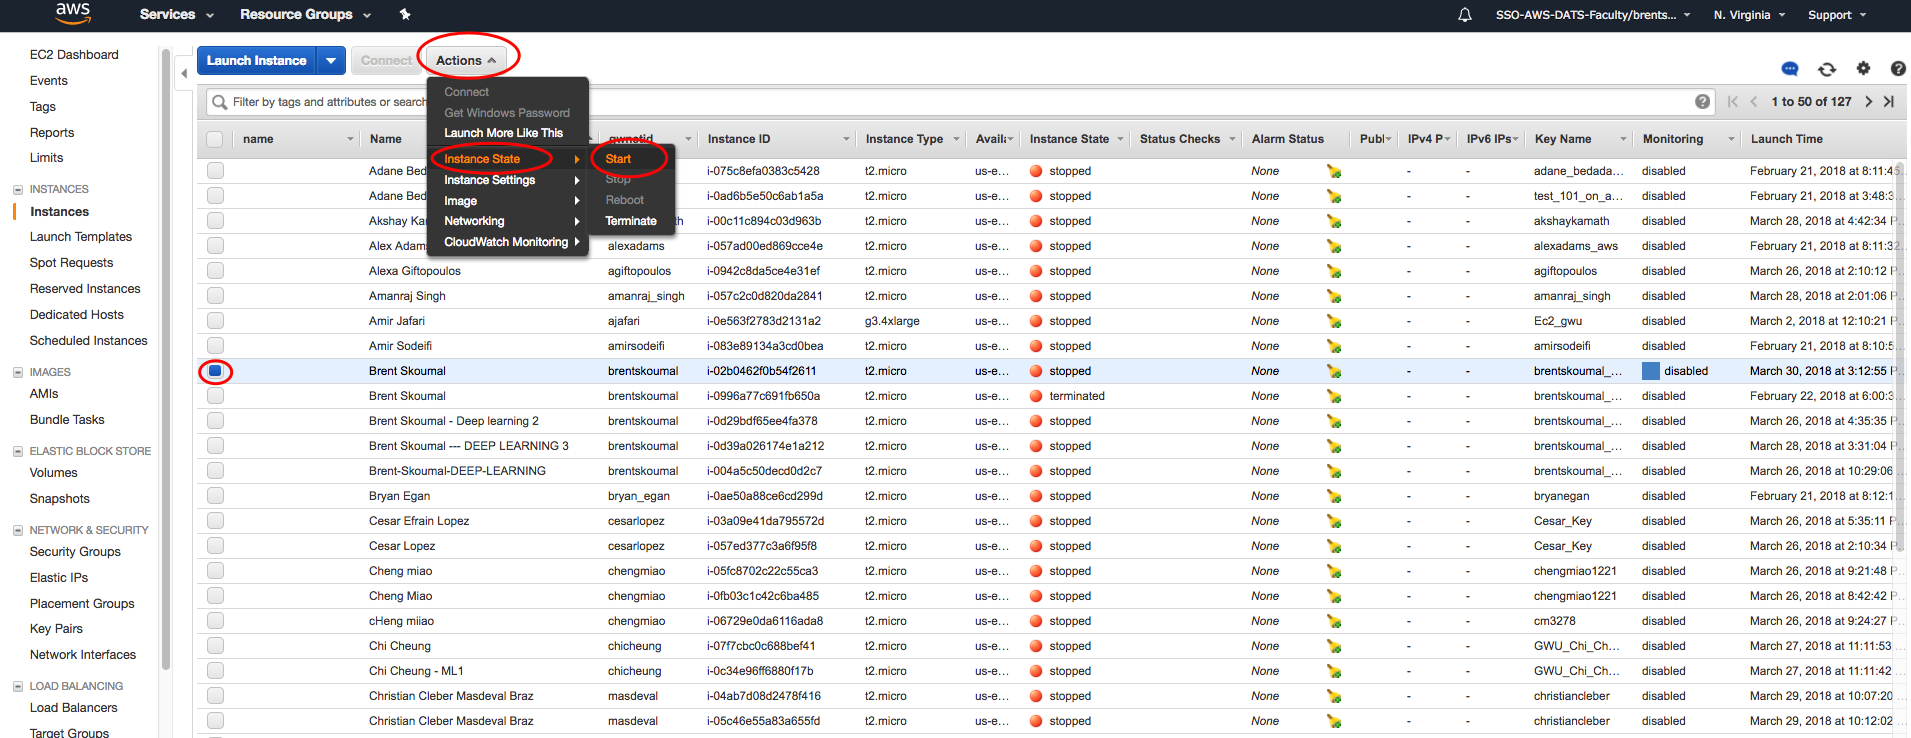 aws Services Resource Groups SSO-AWS-DATS-Faculty/brents... N. Virginia Support
EC2 Dashboard
Events
Tags
Reports
Limits
INSTANCES
Instances
Launch Templates
Spot Requests
Reserved Instances
Dedicated Hosts
Scheduled Instances
IMAGES
AMIs
Bundle Tasks
ELASTIC BLOCK STORE
Volumes
Snapshots
NETWORK & SECURITY
Security Groups
Elastic IPs
Placement Groups
Key Pairs
Network Interfaces
LOAD BALANCING
Load Balancers
Target Groups
Launch Instance Connect Actions
Filter by tags and attributes or search 1 to 50 of 127
Connect
Get Windows Password
Launch More Like This
Instance State
Instance Settings
Image
Networking
CloudWatch Monitoring
Start
Stop
Reboot
Terminate
name Name gwnetid Instance ID Instance Type Availa Instance State Status Checks Alarm Status Publ IPv4 P IPv6 IPs Key Name Monitoring Launch Time
Adane Bed i-075c8efa0383c5428 t2.micro us-e... stopped None - - adane_bedada... disabled February 21, 2018 at 8:11:45...
Adane Bed i-0ad6b5e50c6ab1a5a t2.micro us-e... stopped None - - test_101_on_a... disabled February 21, 2018 at 3:48:3...
Akshay Kam th i-00c11c894c03d963b t2.micro us-e... stopped None - - akshaykamath disabled March 28, 2018 at 4:42:34 P...
Alex Adams alexadams i-057ad00ed869cce4e t2.micro us-e... stopped None - - alexadams_aws disabled February 21, 2018 at 8:11:32...
Alexa Giftopoulos agiftopoulos i-0942c8da5ce4e31ef t2.micro us-e... stopped None - - agiftopoulos disabled March 26, 2018 at 2:10:12 P...
Amanraj Singh amanraj_singh i-057c2c0d820da2841 t2.micro us-e... stopped None - - amanraj_singh disabled March 28, 2018 at 2:01:06 P...
Amir Jafari ajafari i-0e563f2783d2131a2 g3.4xlarge us-e... stopped None - - Ec2_gwu disabled March 2, 2018 at 12:10:21 P...
Amir Sodeifi amirsodeifi i-083e89134a3cd0bea t2.micro us-e... stopped None - - amirsodeifi disabled February 21, 2018 at 8:10:5...
Brent Skoumal brentskoumal i-02b0462f0b54f2611 t2.micro us-e... stopped None - - brentskoumal_... disabled March 30, 2018 at 3:12:55 P...
Brent Skoumal brentskoumal i-0996a77c691fb650a t2.micro us-e... terminated None - - brentskoumal_... disabled February 22, 2018 at 6:00:3...
Brent Skoumal - Deep learning 2 brentskoumal i-0d29bdf65ee4fa378 t2.micro us-e... stopped None - - brentskoumal_... disabled March 26, 2018 at 4:35:35 P...
Brent Skoumal --- DEEP LEARNING 3 brentskoumal i-0d39a026174e1a212 t2.micro us-e... stopped None - - brentskoumal_... disabled March 28, 2018 at 3:31:04 P...
Brent-Skoumal-DEEP-LEARNING brentskoumal i-004a5c50decd0d2c7 t2.micro us-e... stopped None - - brentskoumal_... disabled March 26, 2018 at 10:29:06 ...
Bryan Egan bryan_egan i-0ae50a88ce6cd299d t2.micro us-e... stopped None - - bryanegan disabled February 21, 2018 at 8:12:1...
Cesar Efrain Lopez cesarlopez i-03a09e41da795572d t2.micro us-e... stopped None - - Cesar_Key disabled March 26, 2018 at 5:35:11 P...
Cesar Lopez cesarlopez i-057ed377c3a6f95f8 t2.micro us-e... stopped None - - Cesar_Key disabled March 26, 2018 at 2:10:34 P...
Cheng miao chengmiao i-05fc8702c22c55ca3 t2.micro us-e... stopped None - - chengmiao1221 disabled March 26, 2018 at 9:21:48 P...
Cheng Miao chengmiao i-0fb03c1c42c6ba485 t2.micro us-e... stopped None - - chengmiao1221 disabled March 26, 2018 at 8:42:42 P...
cHeng miiao chengmiao i-06729e0da6116ada8 t2.micro us-e... stopped None - - cm3278 disabled March 26, 2018 at 9:24:27 P...
Chi Cheung chicheung i-07f7cbc0c688bef41 t2.micro us-e... stopped None - - GWU_Chi_Ch... disabled March 27, 2018 at 11:11:53 ...
Chi Cheung - ML1 chicheung i-0c34e96ff6880f17b t2.micro us-e... stopped None - - GWU_Chi_Ch... disabled March 27, 2018 at 11:11:42 ...
Christian Cleber Masdeval Braz masdeval i-04ab7d08d2478f416 t2.micro us-e... stopped None - - christiancleber disabled March 29, 2018 at 10:07:20 ...
Christian Cleber Masdeval Braz masdeval i-05c46e55a83a655fd t2.micro us-e... stopped None - - christiancleber disabled March 29, 2018 at 10:12:02 ...